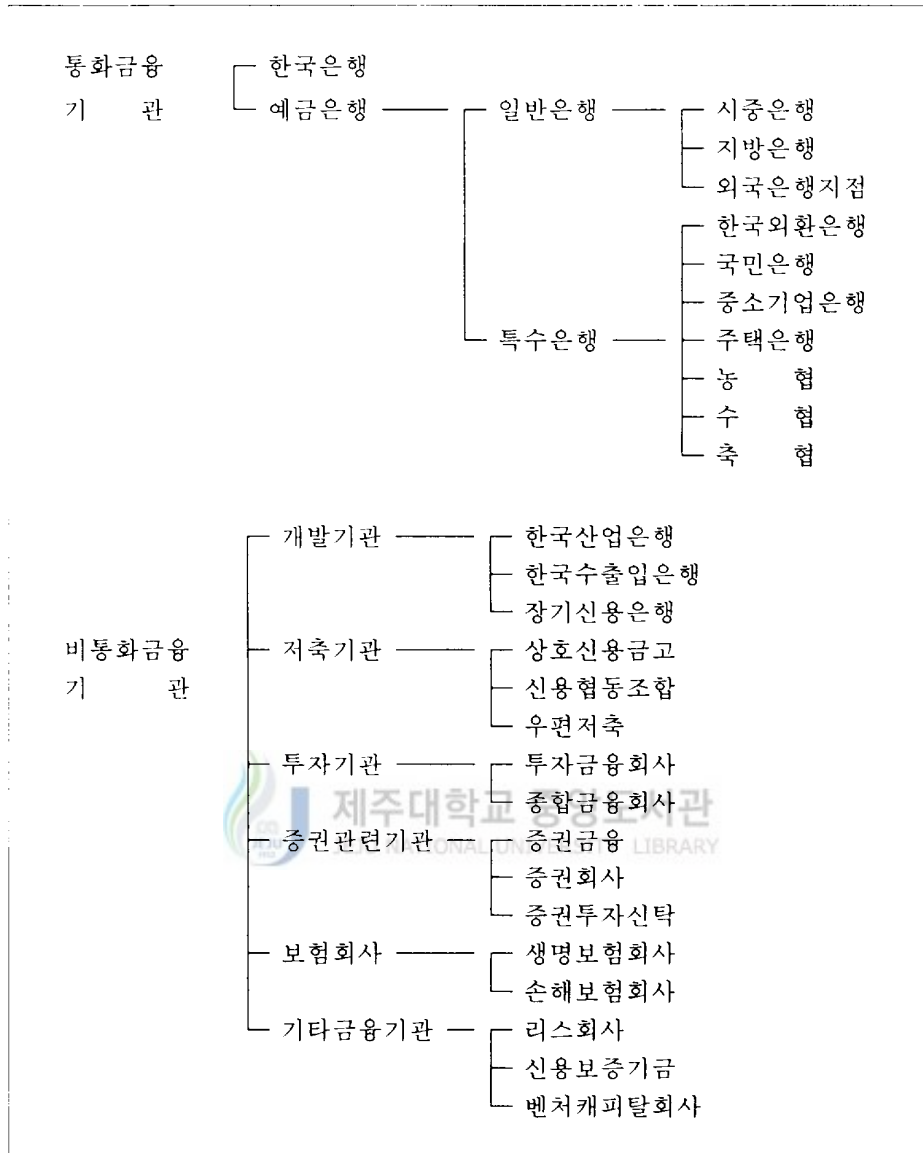 통화금융 한국은행
기 관 예금은행 일반은행 시중은행
지방은행
외국은행지점
한국외환은행
국민은행
중소기업은행
특수은행 주택은행
농 협
수 협
축 협
개발기관 한국산업은행
한국수출입은행
장기신용은행
비통화금융 저축기관 상호신용금고
기 관 신용협동조합
우편저축
투자기관 투자금융회사
제주대학교 중앙도서관
종합금융회사
증권관련기관 증권금융
JEJU NATIONAL UNIVERSITY LIBRARY
증권회사
증권투자신탁
보험회사 생명보험회사
손해보험회사
기타금융기관 리스회사
신용보증기금
벤처캐피탈회사